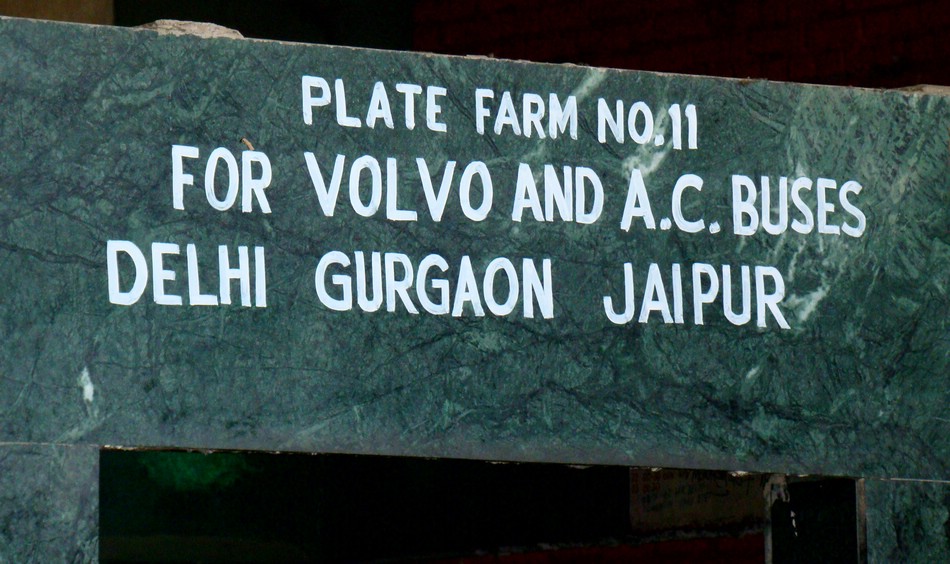 PLATE FARM NO.11
FOR VOLVO AND A.C. BUSES
DELHI GURGAON JAIPUR